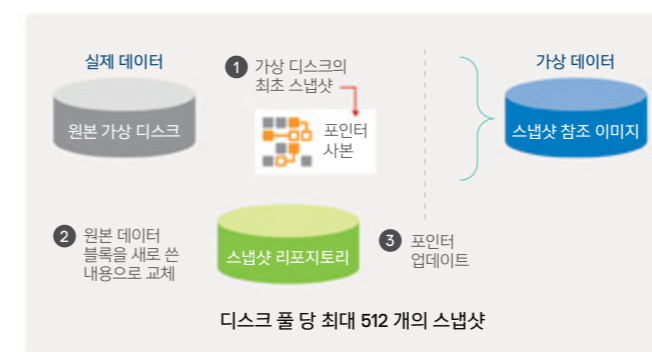 실제 데이터
원본 가상 디스크
1 가상 디스크의
최초 스냅샷
포인터
사본
가상 데이터
스냅샷 참조 이미지
2 원본 데이터
블록을 새로 쓴
내용으로 교체
스냅샷 리포지토리
3 포인터
업데이트
디스크 풀 당 최대 512 개의 스냅샷